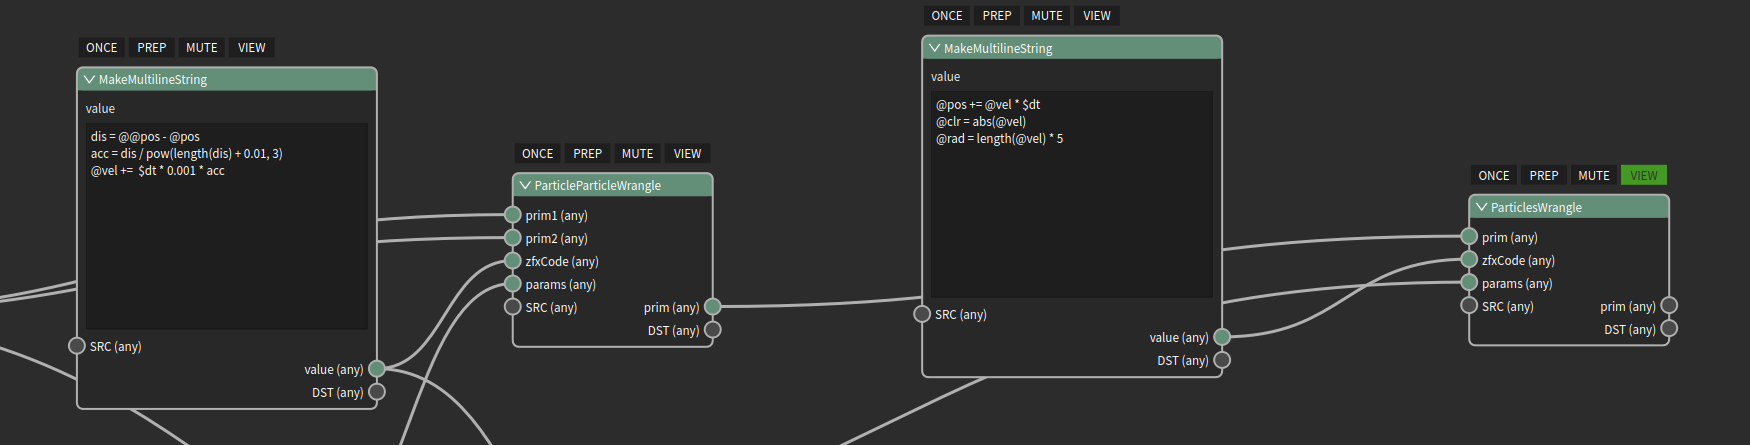 ONCE PREP MUTE VIEW
MakeMultilineString
value
dis = @@pos - @pos
acc = dis / pow(length(dis) + 0.01, 3)
@vel += $dt * 0.001 * acc
SRC (any)
value (any)
DST (any)
ONCE PREP MUTE VIEW
ParticleParticleWrangle
prim1 (any)
prim2 (any)
zfxCode (any)
params (any)
SRC (any) prim (any)
DST (any)
ONCE PREP MUTE VIEW
MakeMultilineString
value
@pos += @vel * $dt
@clr = abs(@vel)
@rad = length(@vel) * 5
SRC (any)
value (any)
DST (any)
ONCE PREP MUTE VIEW
ParticlesWrangle
prim (any)
zfxCode (any)
params (any)
SRC (any) prim (any)
DST (any)